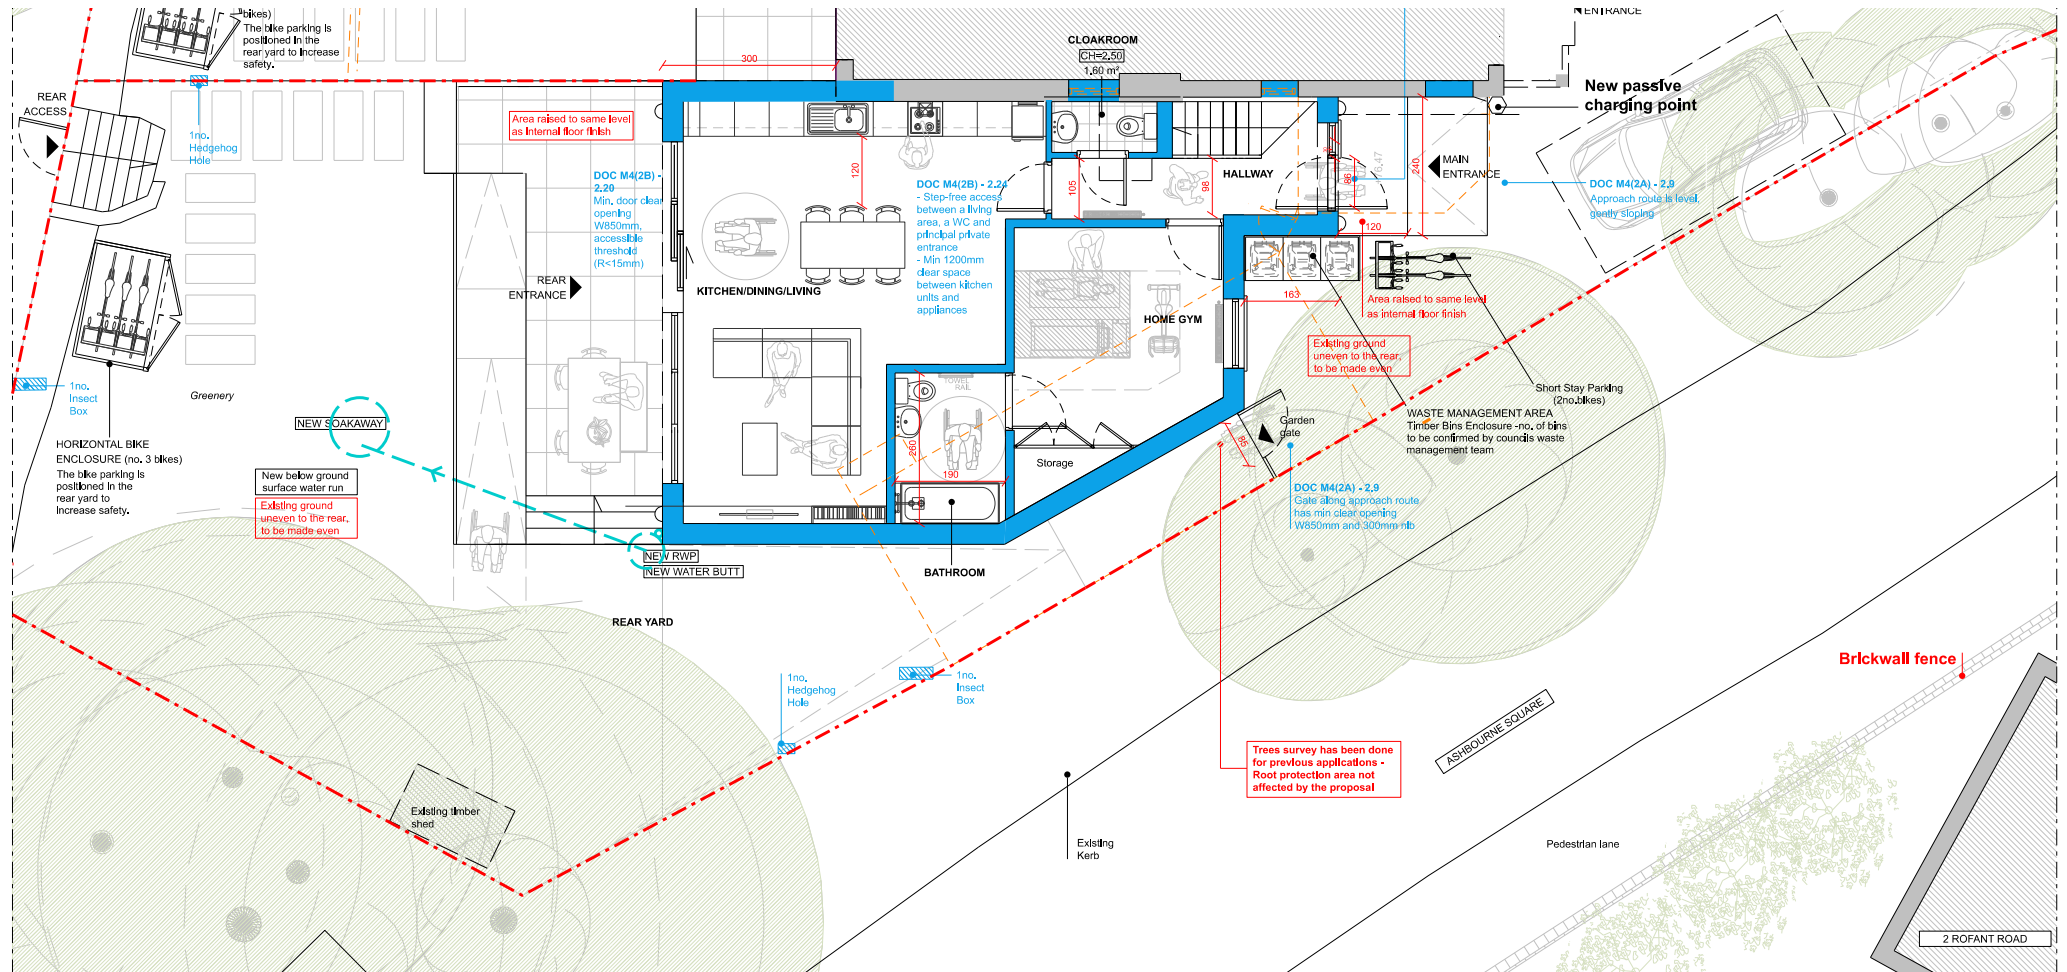 bikes)
The bike parking is
positioned in the
rear yard to increase
safety.
REAR
ACCESS
1no.
Hedgehog
Hole
300
Area raised to same level
as internal floor finish
CLOAKROOM
CH=2.50
1.60 m²
ENTRANCE
New passive
charging point
DOC M4(2B) -
2.20
Min. door clear
opening
W850mm,
accessible
threshold
(R<15mm)
120
DOC M4(2B) - 2.24
- Step-free access
between a living
area, a WC and
principal private
entrance
- Min 1200mm
clear space
between kitchen
units and
appliances
105
98
HALLWAY
86
240
MAIN
ENTRANCE
DOC M4(2A) - 2.9
Approach route is level,
gently sloping
120
REAR
ENTRANCE
KITCHEN/DINING/LIVING
HOME GYM
163
Area raised to same level
as internal floor finish
Existing ground
uneven to the rear,
to be made even
1no.
Insect
Box
Greenery
NEW SOAKAWAY
HORIZONTAL BIKE
ENCLOSURE (no. 3 bikes)
The bike parking is
positioned in the
rear yard to
increase safety.
New below ground
surface water run
Existing ground
uneven to the rear,
to be made even
TOWEL
RAIL
260
190
Storage
85
Garden
gate
Short Stay Parking
(2no.bikes)
WASTE MANAGEMENT AREA
Timber Bins Enclosure -no. of bins
to be confirmed by councils waste
management team
DOC M4(2A) - 2.9
Gate along approach route
has min clear opening
W850mm and 300mm nib
NEW RWP
NEW WATER BUTT
BATHROOM
REAR YARD
1no.
Hedgehog
Hole
1no.
Insect
Box
Brickwall fence
ASHBOURNE SQUARE
Trees survey has been done
for previous applications -
Root protection area not
affected by the proposal
Existing timber
shed
Existing
Kerb
Pedestrian lane
2 ROFANT ROAD